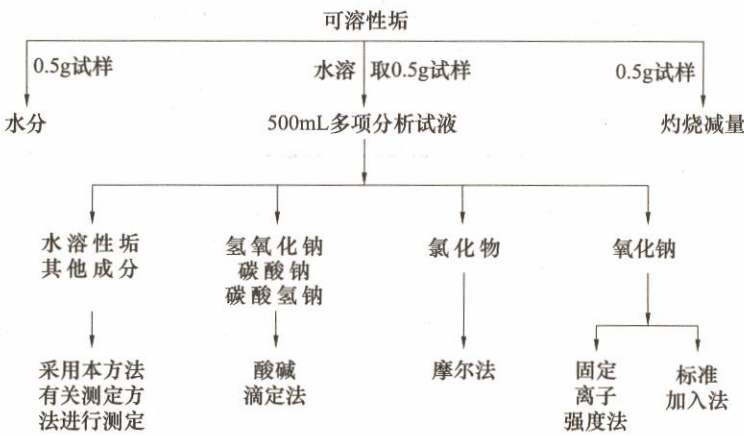 可溶性垢
0.5g试样
水溶 取0.5g试样
0.5g试样
水分
500mL多项分析试液
灼烧减量
水溶性垢
其他成分
氢氧化钠
碳酸钠
碳酸氢钠
氯化物
氧化钠
采用本方法
有关测定方
法进行测定
酸碱
滴定法
摩尔法
固定
离子
强度法
标准
加入法